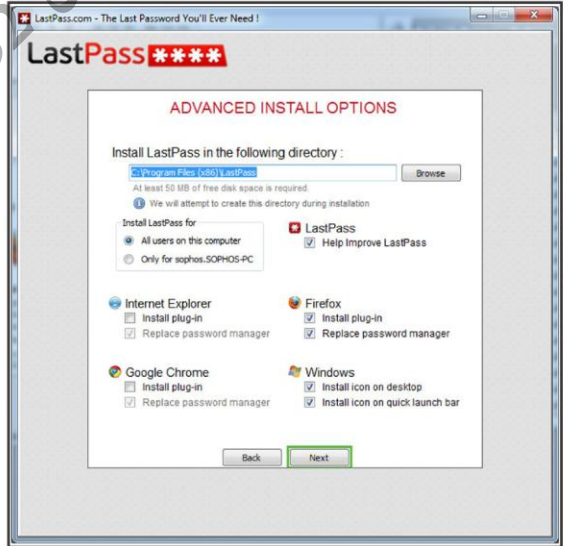 LastPass.com - The Last Password You'll Ever Need !
LastPass ****
ADVANCED INSTALL OPTIONS
Install LastPass in the following directory :
C:\Program Files (x86)\LastPass
Browse
At least 50 MB of free disk space is required
We will attempt to create this directory during installation
Install LastPass for
All users on this computer
Only for sophos.SOPHOS-PC
LastPass
Help Improve LastPass
Internet Explorer
Install plug-in
Replace password manager
Firefox
Install plug-in
Replace password manager
Google Chrome
Install plug-in
Replace password manager
Windows
Install icon on desktop
Install icon on quick launch bar
Back
Next